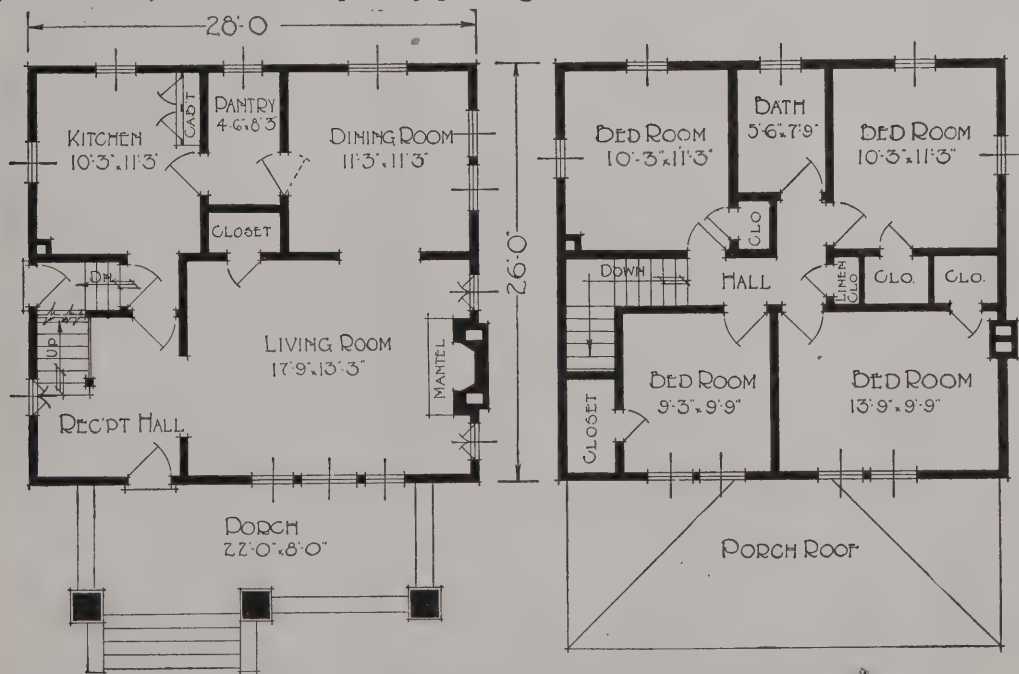 28'-0
KITCHEN
10'-3"x11'-3"
CAB'T
PANTRY
4'-6"x8'3"
DINING ROOM
11'-3"x11'-3"
CLOSET
UP
LIVING ROOM
17'-9"x13'-3"
MANTEL
REC'PT HALL
PORCH
22'-0"x8'-0"
26'-0"
BED ROOM
10'-3"x11'-3"
BATH
5'-6"x7'-9"
BED ROOM
10'-3"x11'-3"
CLO
DOWN
HALL
LINEN
CLO
CLO.
CLO.
BED ROOM
9'-3"x9'-9"
BED ROOM
13'-9"x9'-9"
CLOSET
PORCH ROOF